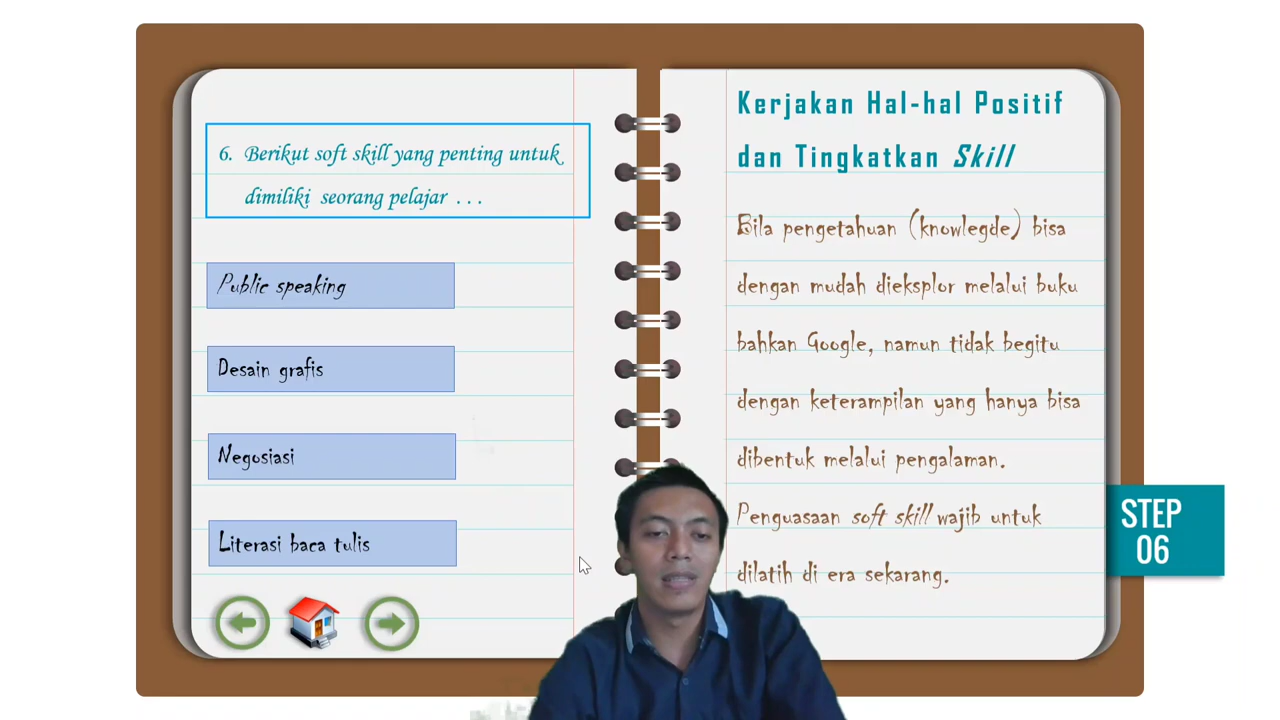 6. Berikut soft skill yang penting untuk
dimiliki seorang pelajar . . .
Public speaking
Desain grafis
Negosiasi
Literasi baca tulis
Kerjakan Hal-hal Positif
dan Tingkatkan Skill
Bila pengetahuan (knowlegde) bisa
dengan mudah dieksplor melalui buku
bahkan Google, namun tidak begitu
dengan keterampilan yang hanya bisa
dibentuk melalui pengalaman.
Penguasaan soft skill wajib untuk
dilatih di era sekarang.
STEP
06